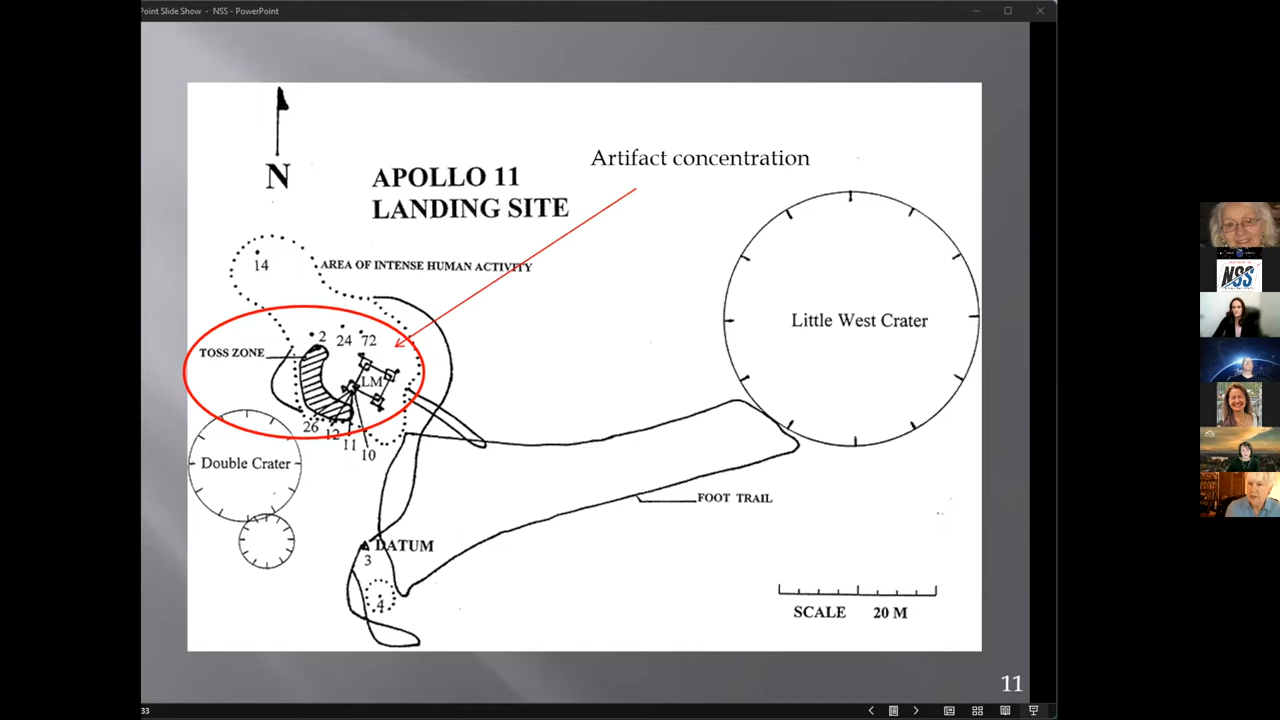 Point Slide Show - NSS - PowerPoint
Artifact concentration
N
APOLLO 11
LANDING SITE
14
AREA OF INTENSE HUMAN ACTIVITY
Little West Crater
2
24
72
TOSS ZONE
LM
26
12
11
10
Double Crater
FOOT TRAIL
DATUM
3
4
SCALE 20 M
11
33
NSS